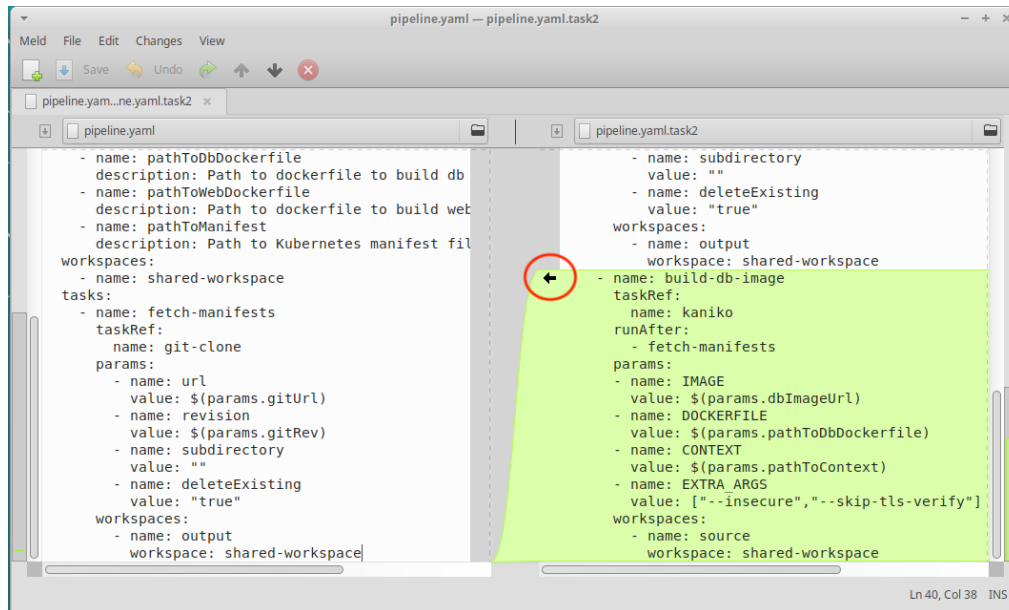 pipeline.yaml — pipeline.yaml.task2
Meld File Edit Changes View
Save Undo
pipeline.yam...ne.yaml.task2
pipeline.yaml
- name: pathToDbDockerfile
description: Path to dockerfile to build db
- name: pathToWebDockerfile
description: Path to dockerfile to build web
- name: pathToManifest
description: Path to Kubernetes manifest fil
workspaces:
- name: shared-workspace
tasks:
- name: fetch-manifests
taskRef:
name: git-clone
params:
- name: url
value: $(params.gitUrl)
- name: revision
value: $(params.gitRev)
- name: subdirectory
value: ""
- name: deleteExisting
value: "true"
workspaces:
- name: output
workspace: shared-workspace
pipeline.yaml.task2
- name: subdirectory
value: ""
- name: deleteExisting
value: "true"
workspaces:
- name: output
workspace: shared-workspace
- name: build-db-image
taskRef:
name: kaniko
runAfter:
- fetch-manifests
params:
- name: IMAGE
value: $(params.dbImageUrl)
- name: DOCKERFILE
value: $(params.pathToDbDockerfile)
- name: CONTEXT
value: $(params.pathToContext)
- name: EXTRA_ARGS
value: ["--insecure","--skip-tls-verify"]
workspaces:
- name: source
workspace: shared-workspace
Ln 40, Col 38 INS